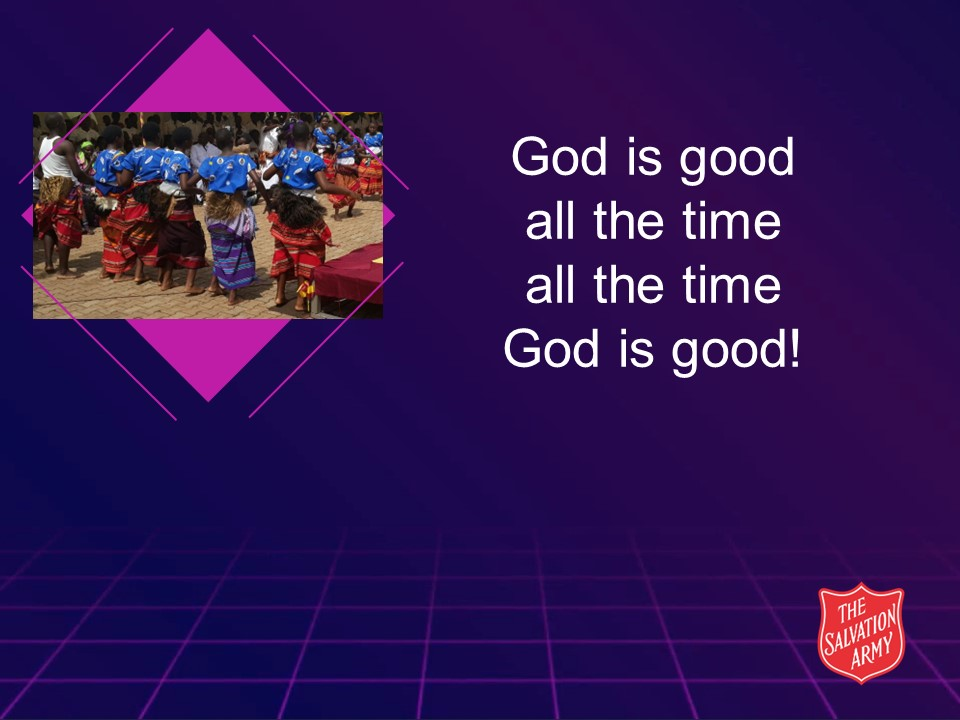 God is good
all the time
all the time
God is good!
THE
SALVATION
ARMY